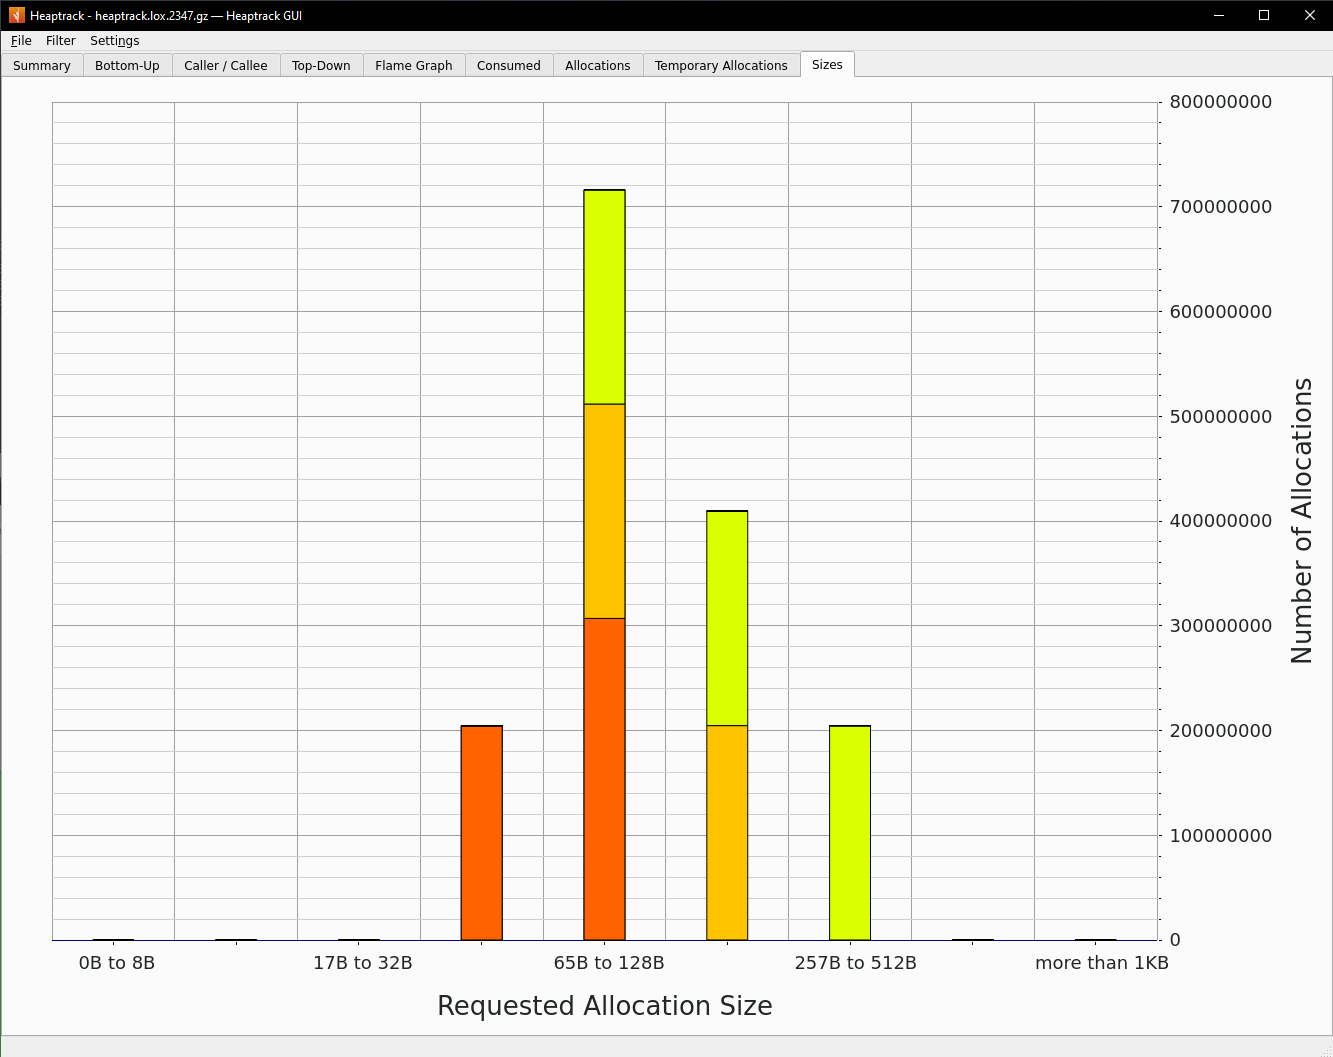 Heaptrack - heaptrack.lox.2347.gz — Heaptrack GUI
File Filter Settings
Summary Bottom-Up Caller / Callee Top-Down Flame Graph Consumed Allocations Temporary Allocations Sizes
800000000
700000000
600000000
500000000
400000000
300000000
200000000
100000000
0
Number of Allocations
0B to 8B 17B to 32B 65B to 128B 257B to 512B more than 1KB
Requested Allocation Size